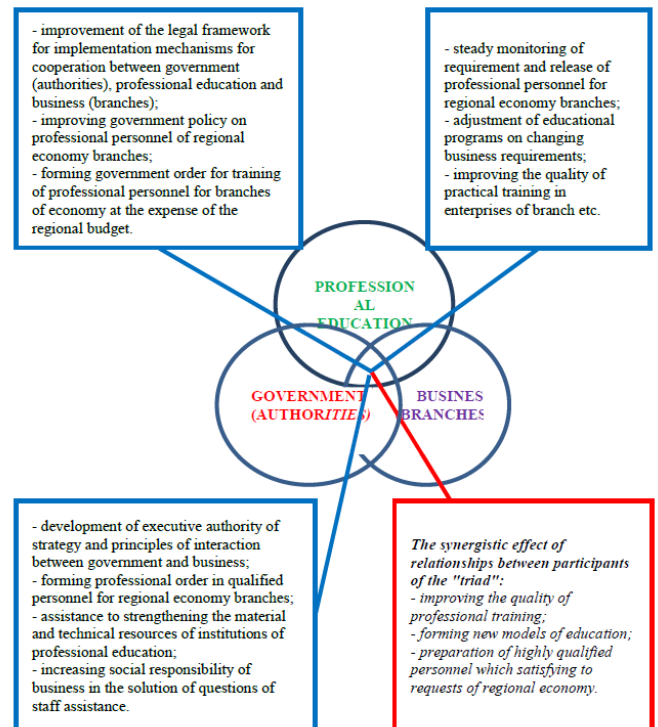 - improvement of the legal framework
for implementation mechanisms for
cooperation between government
(authorities), professional education and
business (branches);
- improving government policy on
professional personnel of regional
economy branches;
- forming government order for training
of professional personnel for branches
of economy at the expense of the
regional budget.
- steady monitoring of
requirement and release of
professional personnel for
regional economy branches;
- adjustment of educational
programs on changing
business requirements;
- improving the quality of
practical training in
enterprises of branch etc.
PROFESSION
AL
EDUCATION
GOVERNMENT
(AUTHORITIES)
BUSINES
BRANCHES
- development of executive authority of
strategy and principles of interaction
between government and business;
- forming professional order in qualified
personnel for regional economy branches;
- assistance to strengthening the material
and technical resources of institutions of
professional education;
- increasing social responsibility of
business in the solution of questions of
staff assistance.
The synergistic effect of
relationships between participants
of the "triad":
- improving the quality of
professional training;
- forming new models of education;
- preparation of highly qualified
personnel which satisfying to
requests of regional economy.